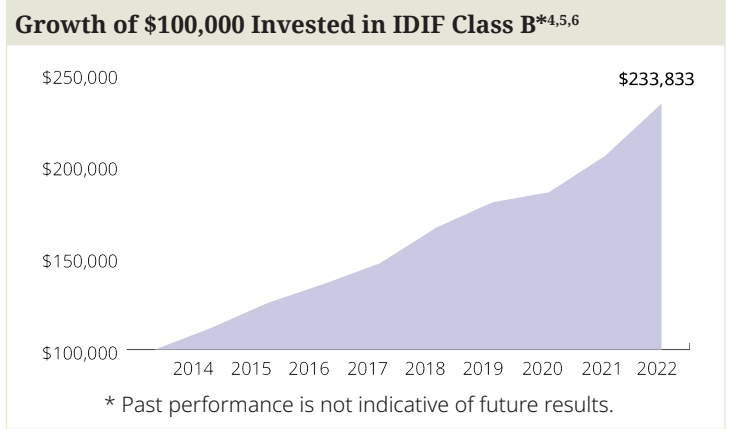 Growth of $100,000 Invested in IDIF Class B*4,5,6
$250,000
$233,833
$200,000
$150,000
$100,000
2014 2015 2016 2017 2018 2019 2020 2021 2022
* Past performance is not indicative of future results.